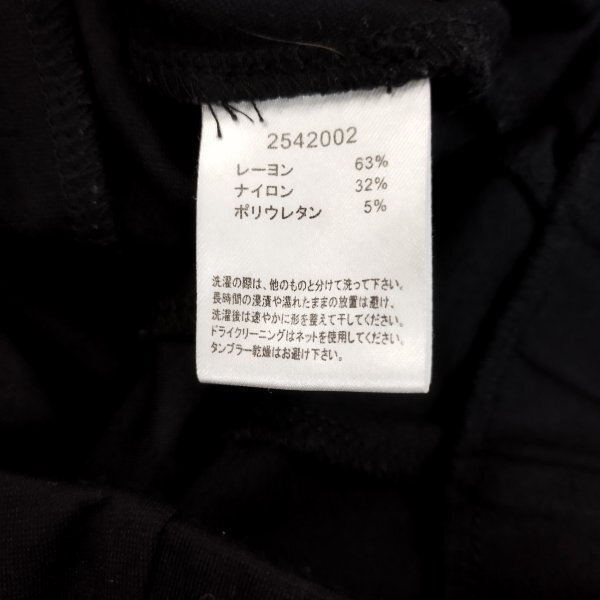 2542002
レーヨン 63%
ナイロン 32%
ポリウレタン 5%
洗濯の際は、他のものと分けて洗って下さい。
長時間の浸漬や濡れたままの放置は避け、
洗濯後は速やかに形を整えて干してください。
ドライクリーニングはネットを使用してください。
タンブラー乾燥はお避け下さい。